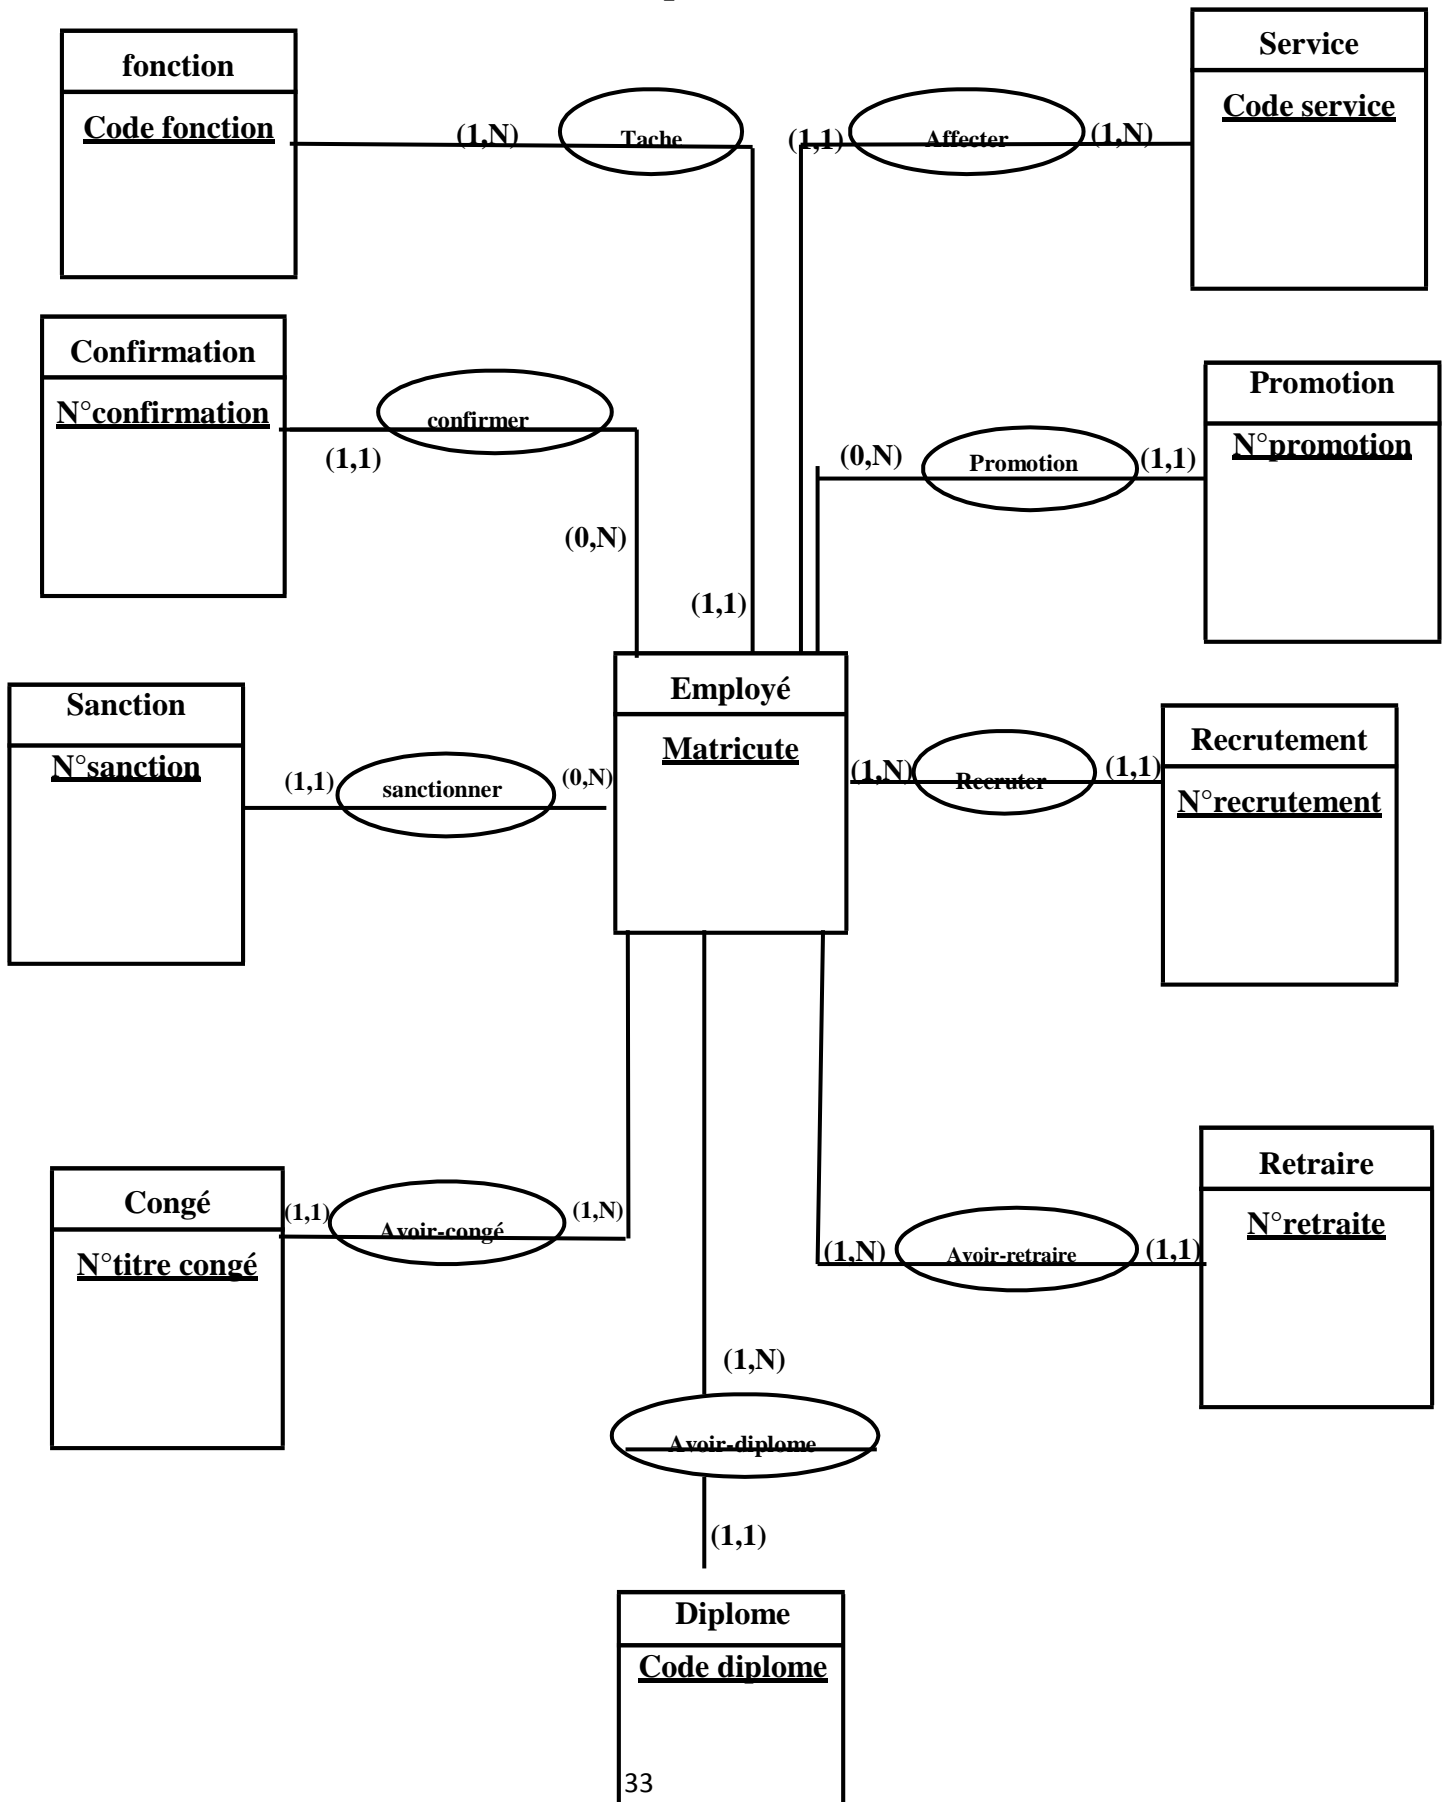 fonction
Code fonction
(1,N)
Tache
(1,1)
Affecter
(1,N)
Service
Code service
Confirmation
N°confirmation
(1,1)
confirmer
(0,N)
(0,N)
Promotion
(1,1)
Promotion
N°promotion
(1,1)
Sanction
N°sanction
(1,1)
sanctionner
(0,N)
Employé
Matricute
(1,N)
Recruter
(1,1)
Recrutement
N°recrutement
Congé
N°titre congé
(1,1)
Avoir-congé
(1,N)
(1,N)
Avoir-retraire
(1,1)
Retraire
N°retraite
(1,N)
Avoir-diplome
(1,1)
Diplome
Code diplome
33